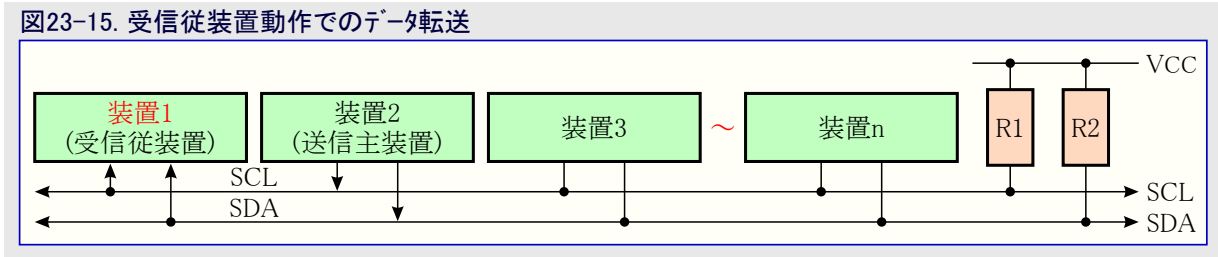 図23-15. 受信従装置動作でのﾃﾞｰﾀ転送
VCC
装置1
(受信従装置)
装置2
(送信主装置)
装置3
～
装置n
R1
R2
SCL
SCL
SDA
SDA